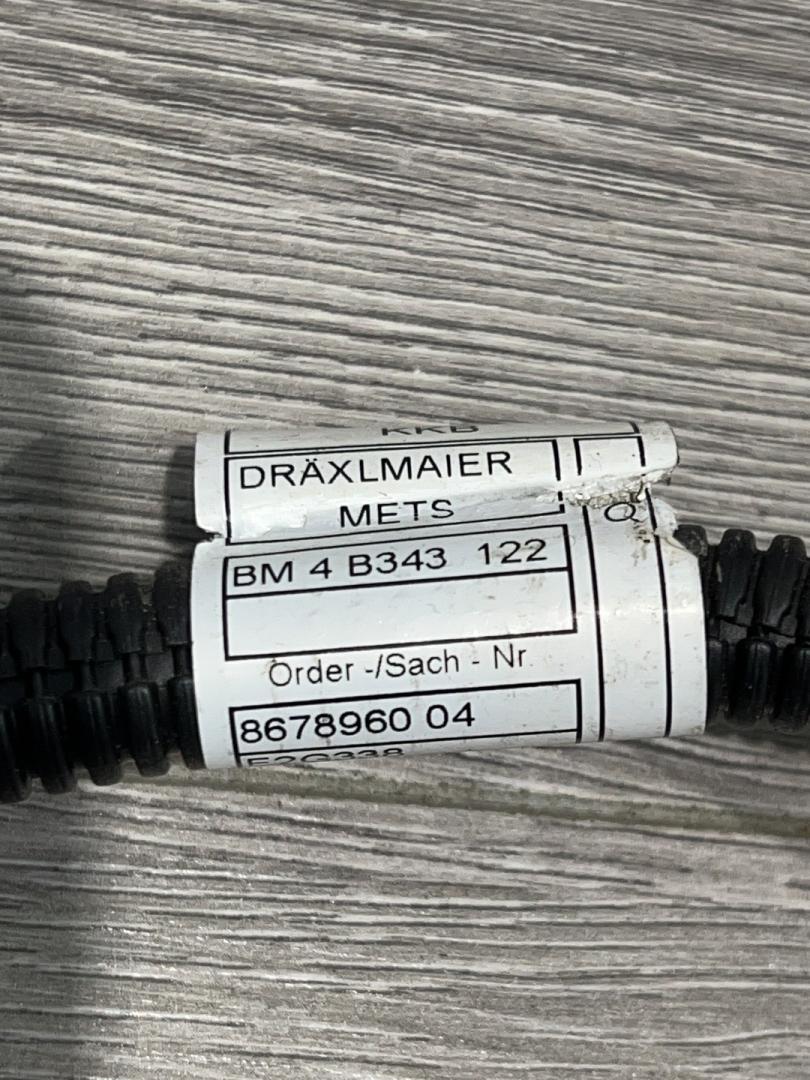 DRÄXLMAIER
METS
Q
BM 4 B343 122
Order -/Sach - Nr.
8678960 04